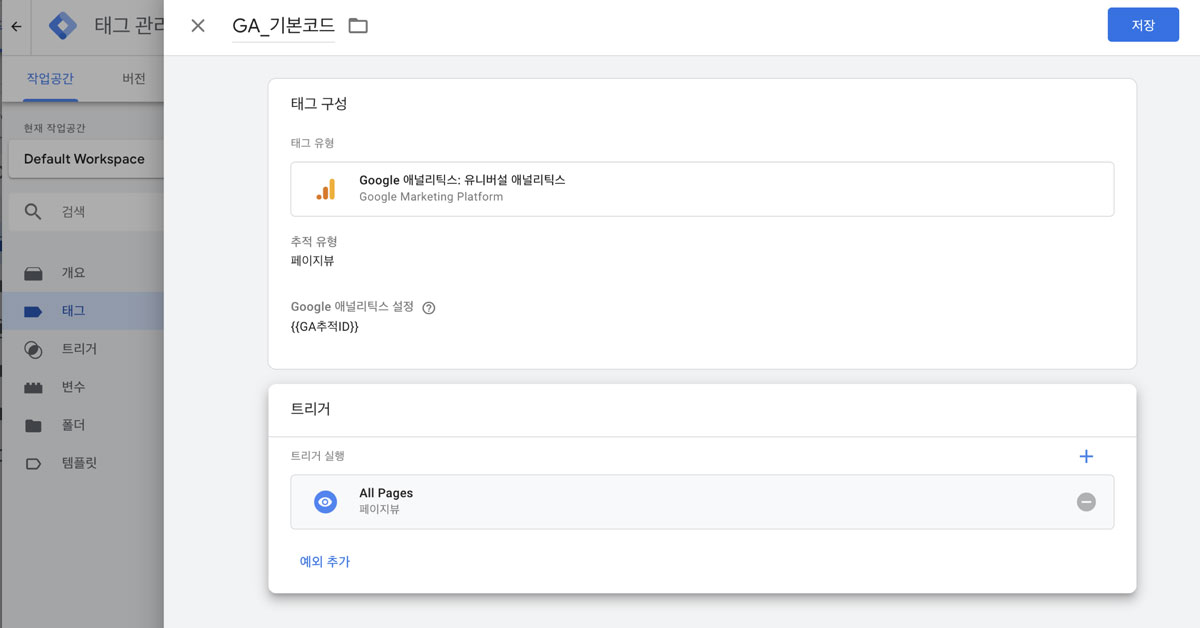 태그 관리
GA_기본코드
저장
작업공간
버전
현재 작업공간
Default Workspace
검색
개요
태그
트리거
변수
폴더
템플릿
태그 구성
태그 유형
Google 애널리틱스: 유니버설 애널리틱스
Google Marketing Platform
추적 유형
페이지뷰
Google 애널리틱스 설정
{{GA추적ID}}
트리거
트리거 실행
All Pages
페이지뷰
예외 추가